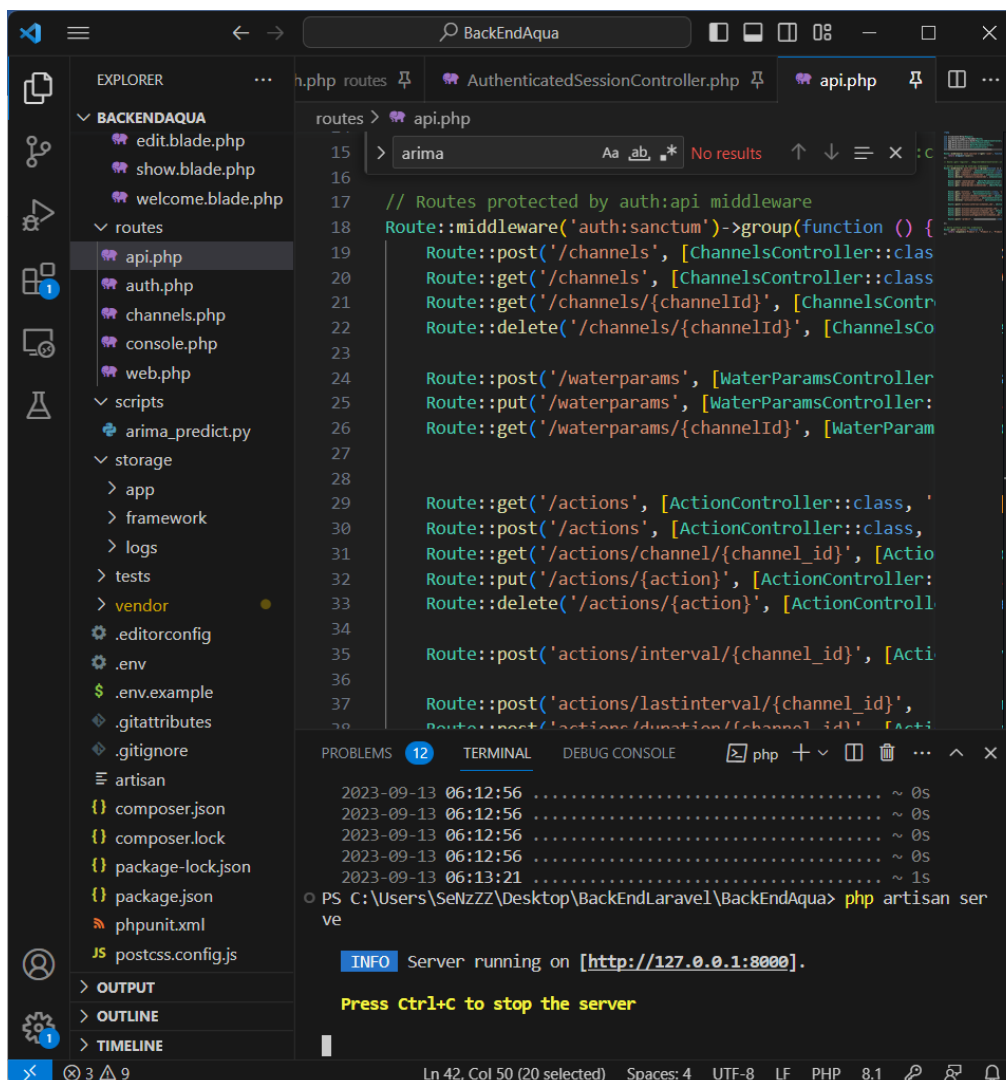 BackEndAqua
EXPLORER
h.php routes
AuthenticatedSessionController.php
api.php
BACKENDAQUA
edit.blade.php
show.blade.php
welcome.blade.php
routes
api.php
auth.php
channels.php
console.php
web.php
scripts
arima_predict.py
storage
app
framework
logs
tests
vendor
.editorconfig
.env
.env.example
.gitattributes
.gitignore
artisan
composer.json
composer.lock
package-lock.json
package.json
phpunit.xml
postcss.config.js
OUTPUT
OUTLINE
TIMELINE
routes > api.php
arima Aa ab .* No results
15 :c
16
17 // Routes protected by auth:api middleware
18 Route::middleware('auth:sanctum')->group(function () {
19 Route::post('/channels', [ChannelsController::clas
20 Route::get('/channels', [ChannelsController::class
21 Route::get('/channels/{channelId}', [ChannelsContr
22 Route::delete('/channels/{channelId}', [ChannelsCo
23
24 Route::post('/waterparams', [WaterParamsController
25 Route::put('/waterparams', [WaterParamsController:
26 Route::get('/waterparams/{channelId}', [WaterParam
27
28
29 Route::get('/actions', [ActionController::class, '
30 Route::post('/actions', [ActionController::class,
31 Route::get('/actions/channel/{channel_id}', [Actio
32 Route::put('/actions/{action}', [ActionController:
33 Route::delete('/actions/{action}', [ActionControll
34
35 Route::post('actions/interval/{channel_id}', [Acti
36
37 Route::post('actions/lastinterval/{channel_id}',
38 Route::post('actions/duration/{channel_id}', [Acti
PROBLEMS 12 TERMINAL DEBUG CONSOLE php
2023-09-13 06:12:56 ..................................... ~ 0s
2023-09-13 06:12:56 ..................................... ~ 0s
2023-09-13 06:12:56 ..................................... ~ 0s
2023-09-13 06:12:56 ..................................... ~ 0s
2023-09-13 06:13:21 ..................................... ~ 1s
PS C:\Users\SeNzZZ\Desktop\BackEndLaravel\BackEndAqua> php artisan ser
ve
INFO Server running on [http://127.0.0.1:8000].
Press Ctrl+C to stop the server
1
1
3 9 Ln 42, Col 50 (20 selected) Spaces: 4 UTF-8 LF PHP 8.1